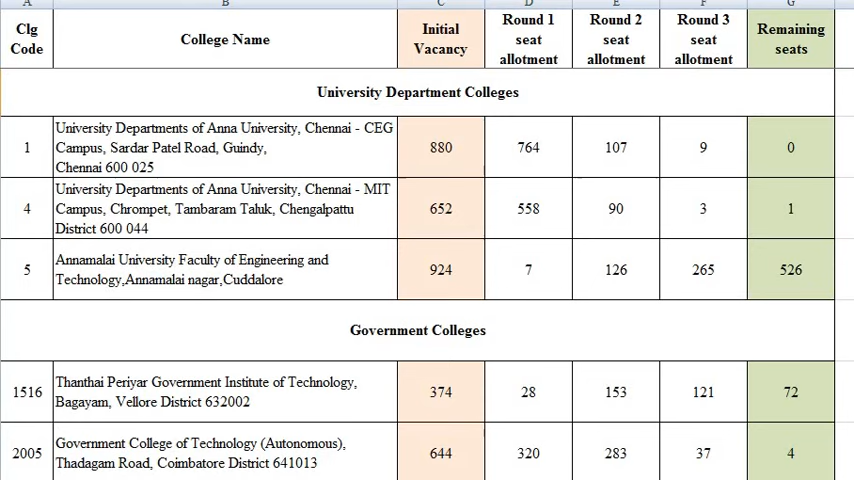 A B C D E F G
Clg Code College Name Initial Vacancy Round 1 seat allotment Round 2 seat allotment Round 3 seat allotment Remaining seats
University Department Colleges
University Departments of Anna University, Chennai - CEG
1 Campus, Sardar Patel Road, Guindy, 880 764 107 9 0
Chennai 600 025
University Departments of Anna University, Chennai - MIT
4 Campus, Chrompet, Tambaram Taluk, Chengalpattu 652 558 90 3 1
District 600 044
Annamalai University Faculty of Engineering and
5 Technology,Annamalai nagar,Cuddalore 924 7 126 265 526
Government Colleges
Thanthai Periyar Government Institute of Technology,
1516 Bagayam, Vellore District 632002 374 28 153 121 72
Government College of Technology (Autonomous),
2005 Thadagam Road, Coimbatore District 641013 644 320 283 37 4